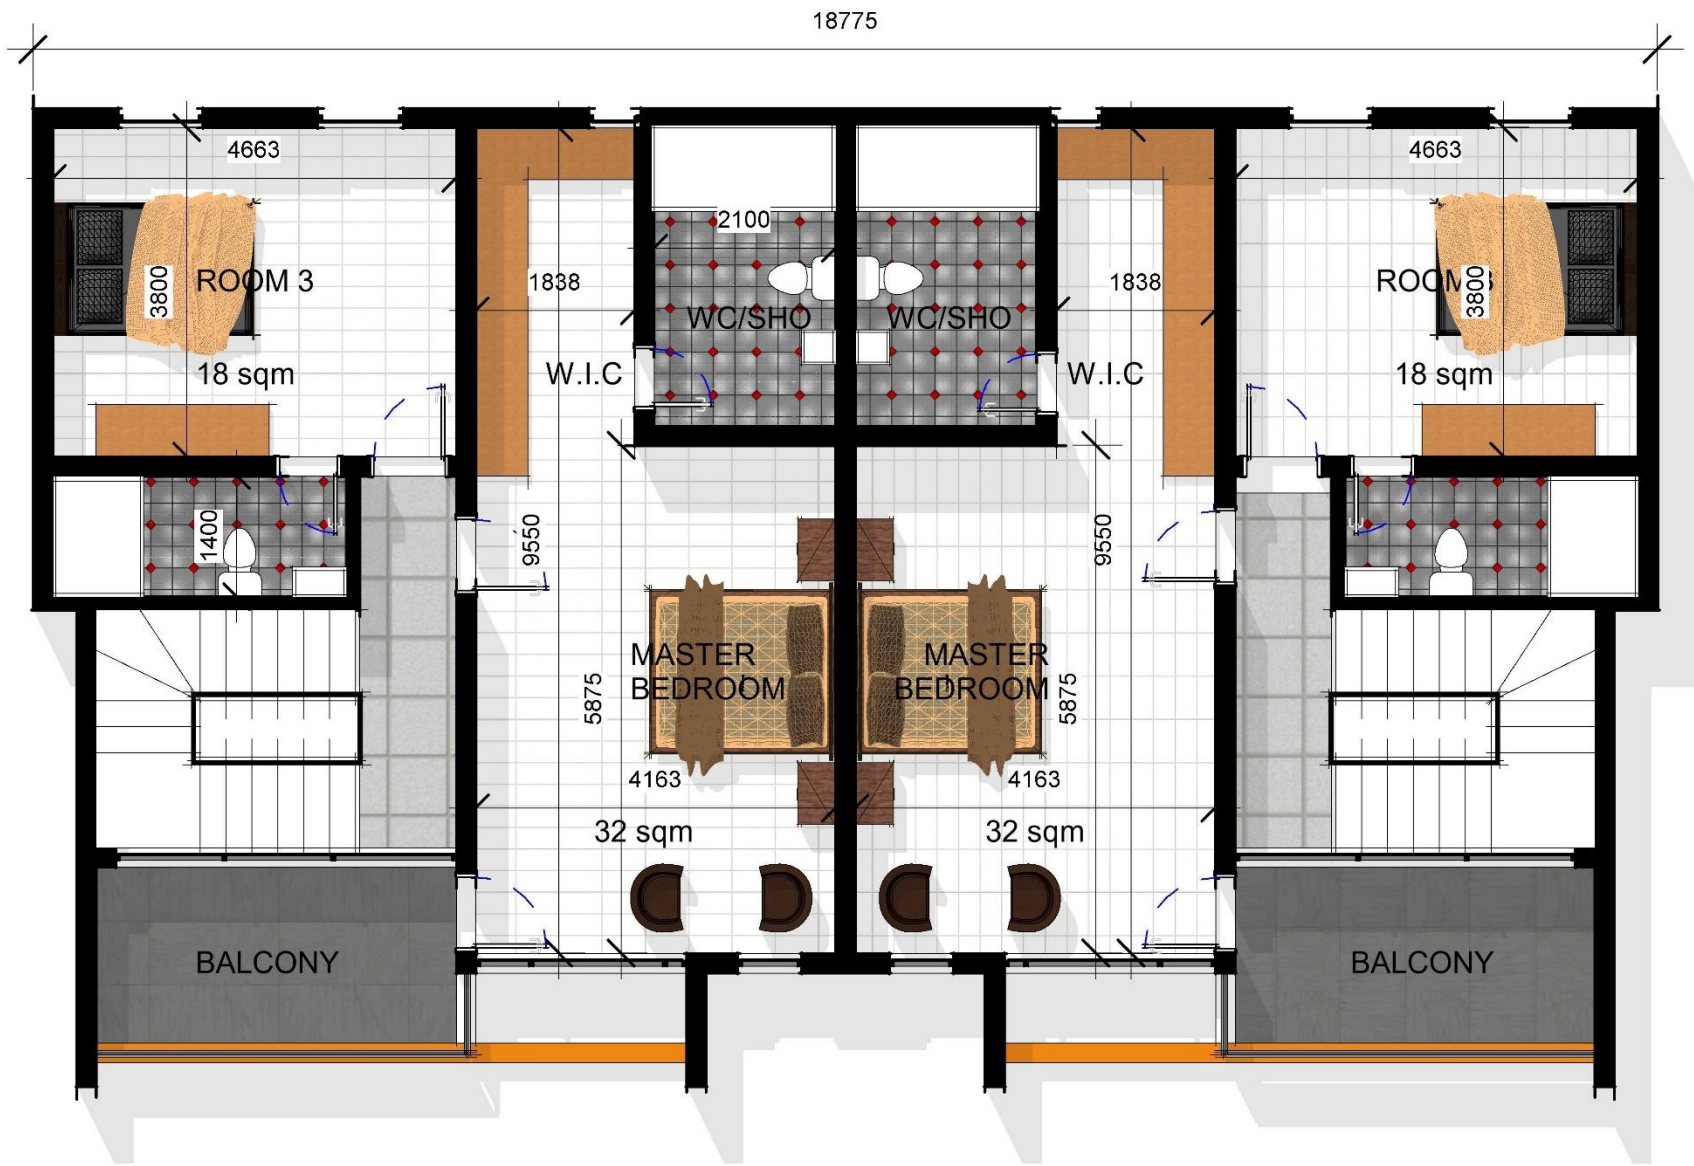 18775
4663
4663
2100
1838
1838
3800
ROOM 3
WC/SHO
WC/SHO
ROOM 3
3800
18 sqm
W.I.C
W.I.C
18 sqm
1400
9550
9550
MASTER
BEDROOM
MASTER
BEDROOM
5875
5875
4163
4163
32 sqm
32 sqm
BALCONY
BALCONY